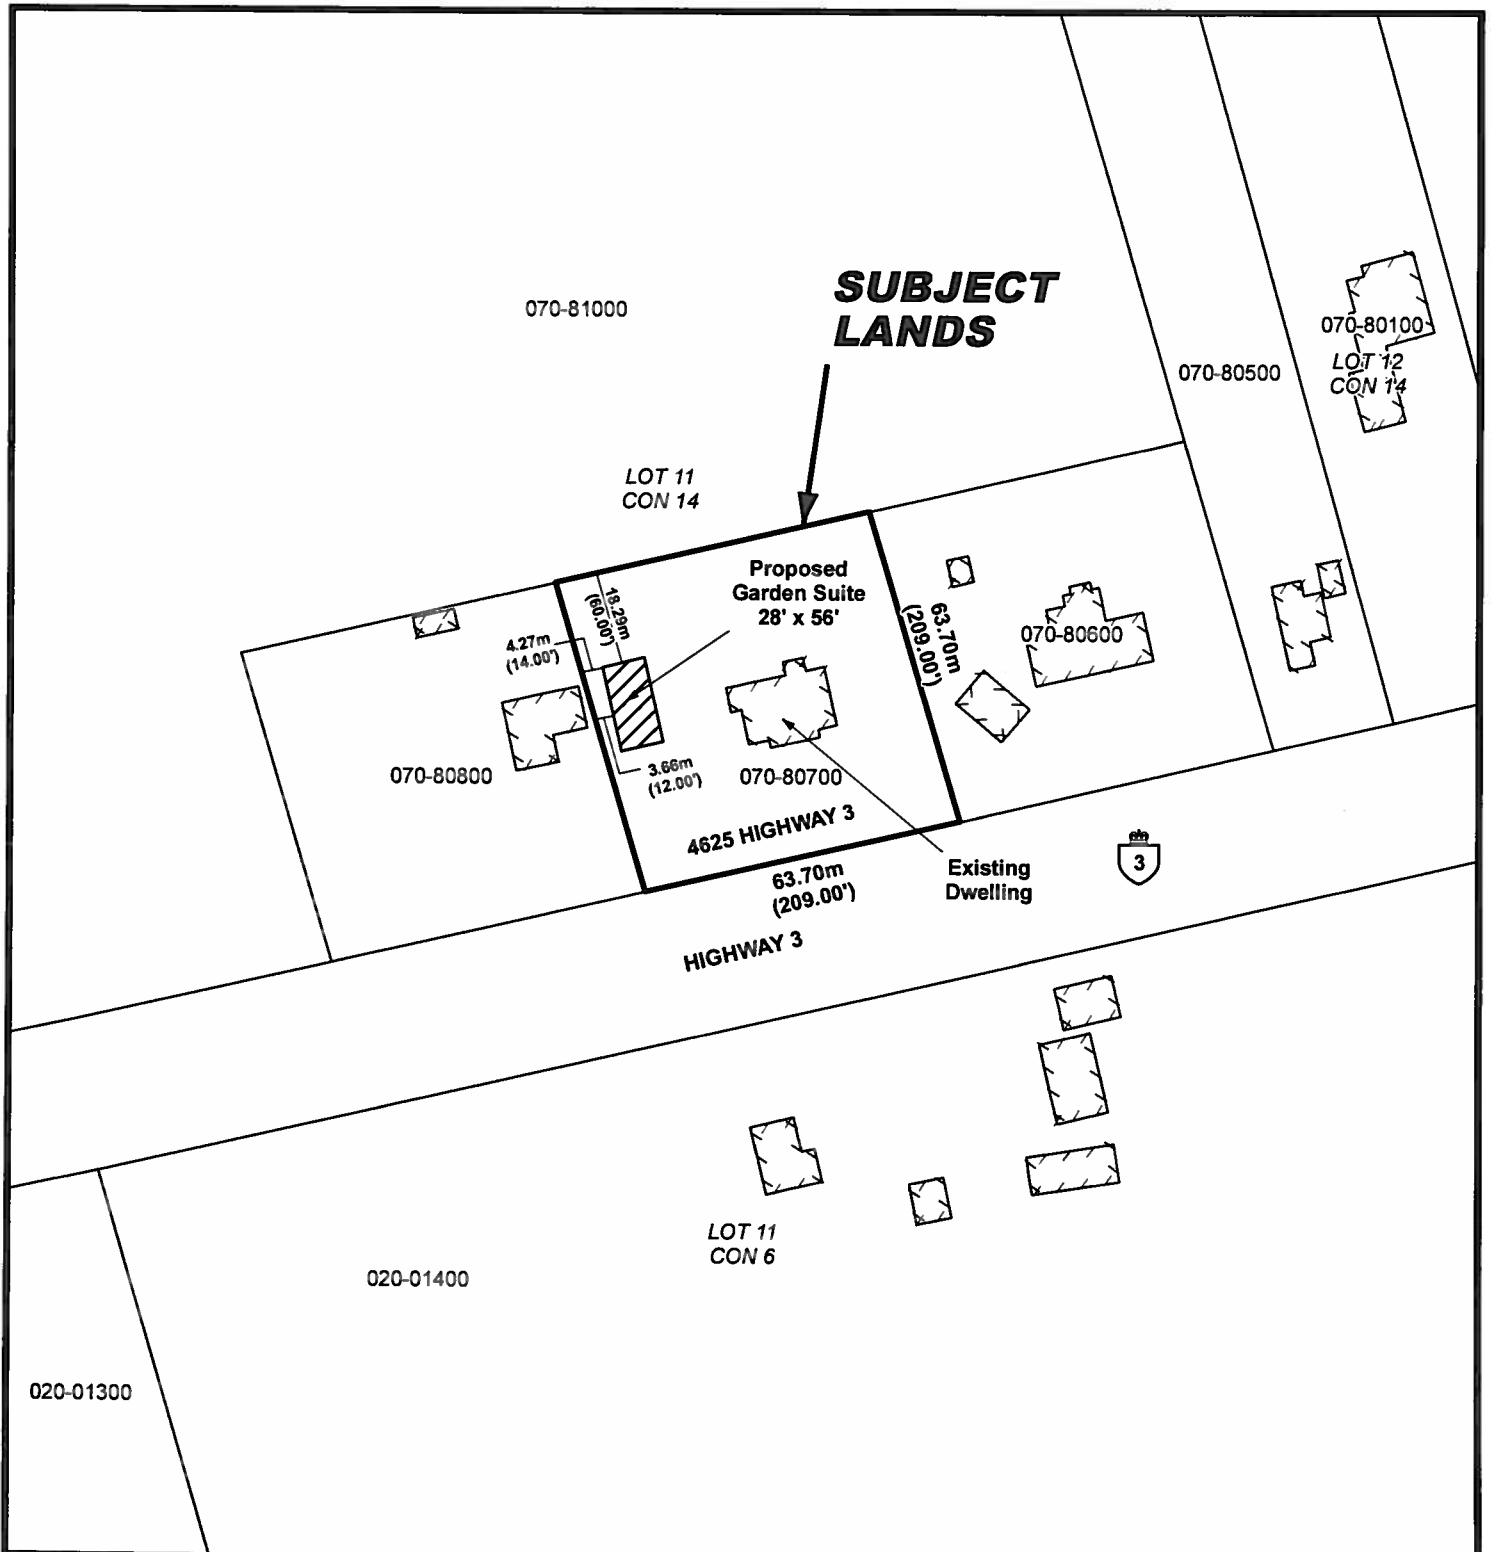 SUBJECT
LANDS
070-81000
070-80100
LOT 12
CON 14
070-80500
LOT 11
CON 14
Proposed
Garden Suite
28' x 56'
18.29m
(60.00')
63.70m
(209.00')
070-80600
4.27m
(14.00')
3.66m
(12.00')
070-80800
070-80700
4625 HIGHWAY 3
63.70m
(209.00')
Existing
Dwelling
3
HIGHWAY 3
LOT 11
CON 6
020-01400
020-01300